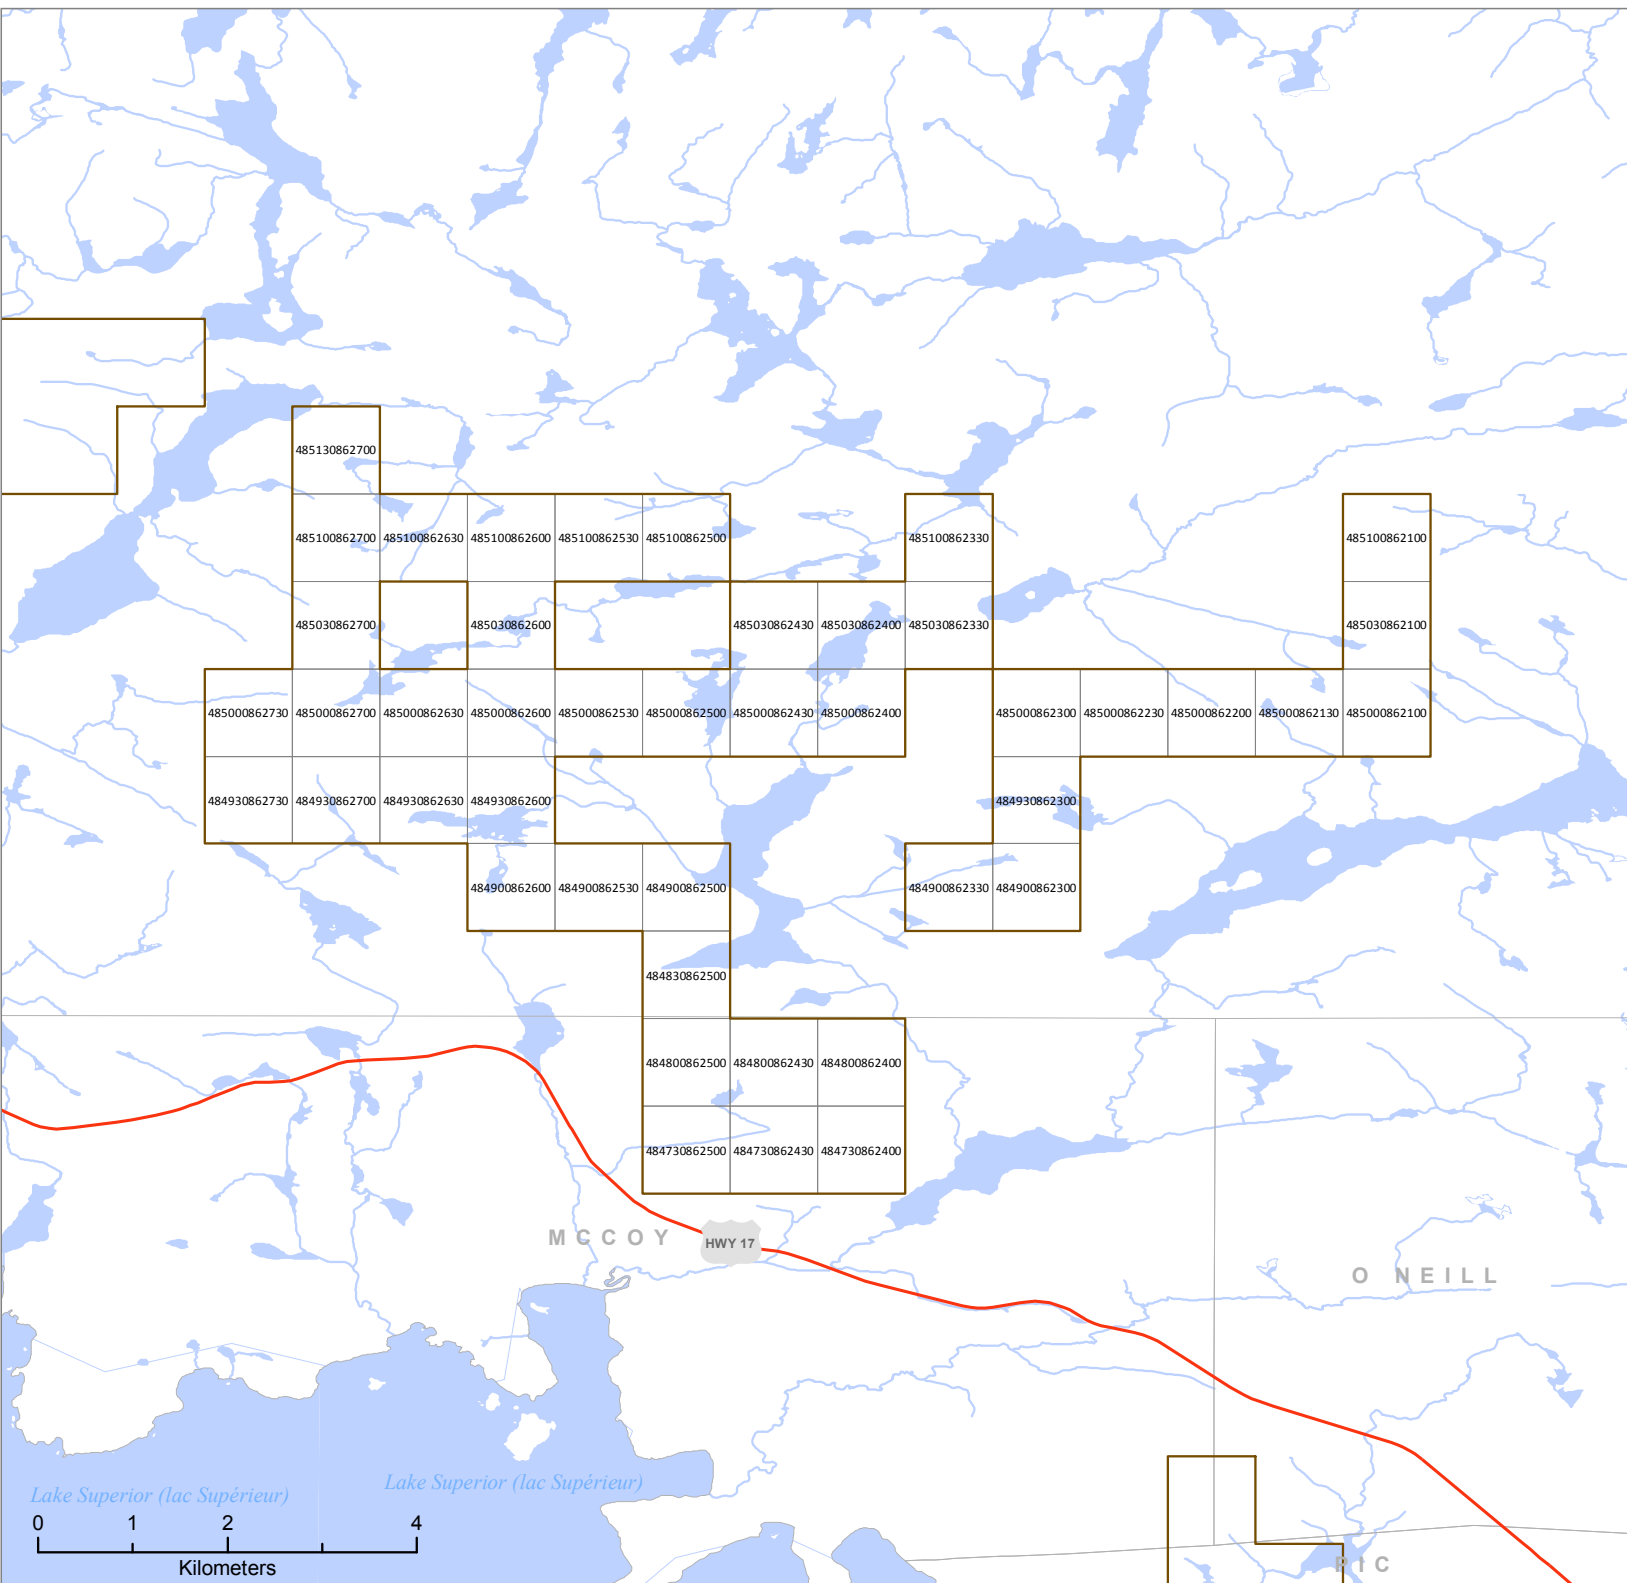 485130862700
485100862700 485100862630 485100862600 485100862530 485100862500 485100862330 485100862100
485030862700 485030862600 485030862430 485030862400 485030862330 485030862100
485000862730 485000862700 485000862630 485000862600 485000862530 485000862500 485000862430 485000862400 485000862300 485000862230 485000862200 485000862130 485000862100
484930862730 484930862700 484930862630 484930862600 484930862300
484900862600 484900862530 484900862500 484900862330 484900862300
484830862500
484800862500 484800862430 484800862400
484730862500 484730862430 484730862400
MCCOY
HWY 17
O NEILL
Lake Superior (lac Supérieur)
Lake Superior (lac Supérieur)
0 1 2 4
Kilometers
PIC